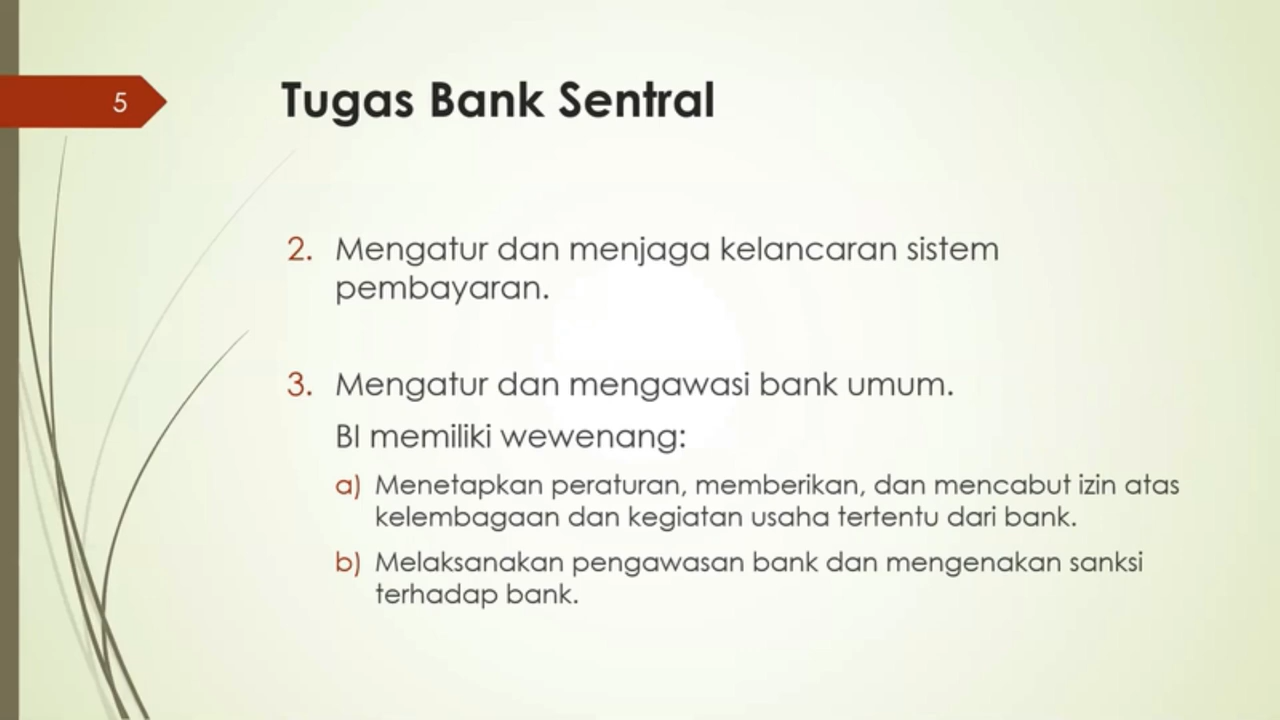 5
Tugas Bank Sentral
2. Mengatur dan menjaga kelancaran sistem
pembayaran.
3. Mengatur dan mengawasi bank umum.
BI memiliki wewenang:
a) Menetapkan peraturan, memberikan, dan mencabut izin atas
kelembagaan dan kegiatan usaha tertentu dari bank.
b) Melaksanakan pengawasan bank dan mengenakan sanksi
terhadap bank.